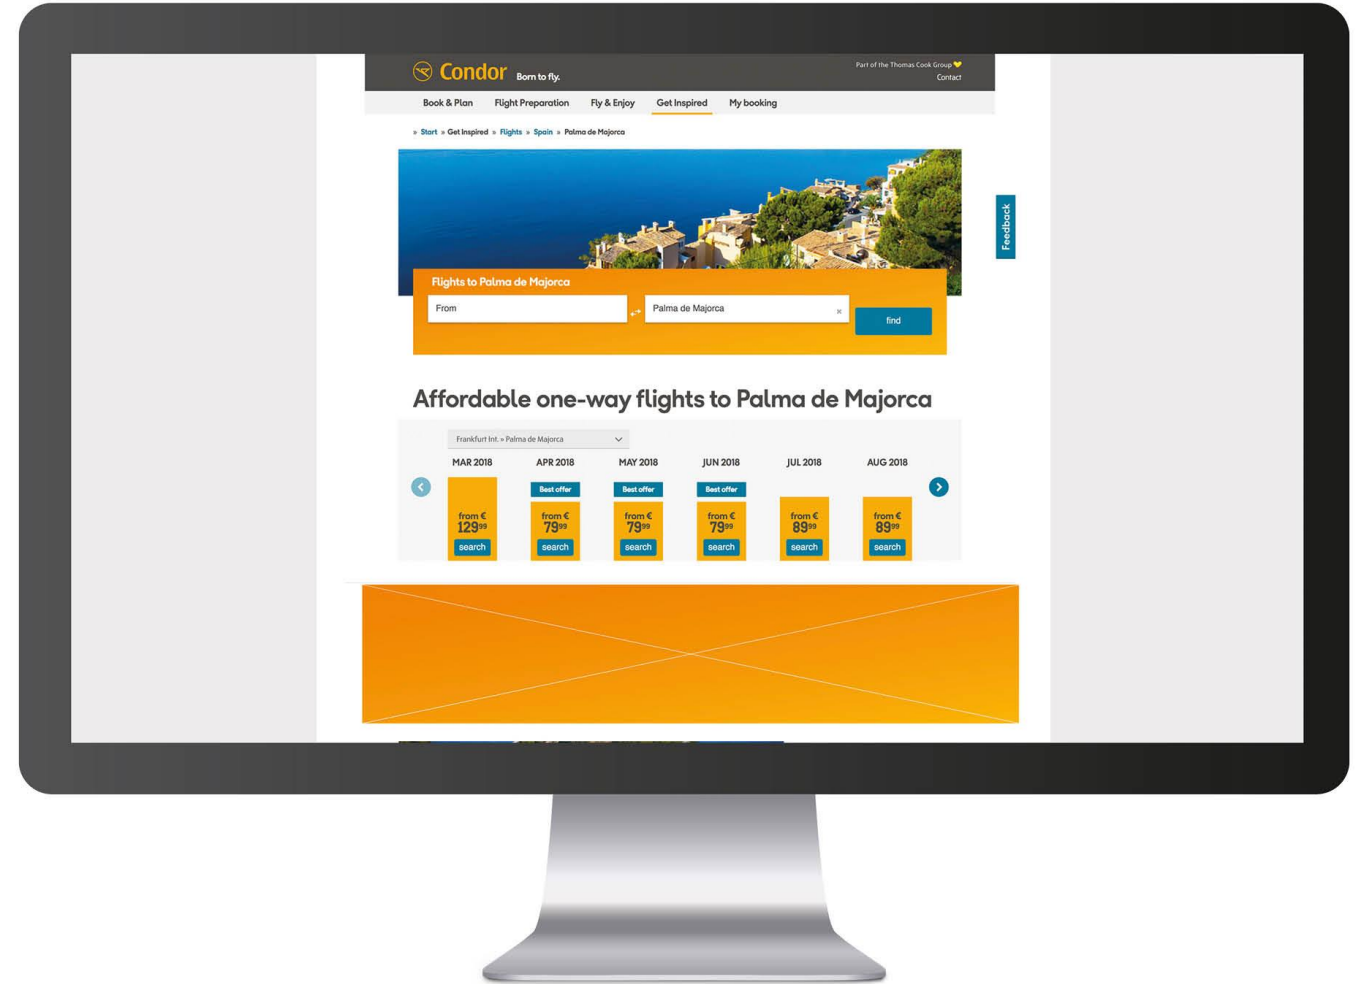 Condor Born to fly.
Part of the Thomas Cook Group
Contact
Book & Plan Flight Preparation Fly & Enjoy Get Inspired My booking
» Start » Get Inspired » Flights » Spain » Palma de Majorca
Feedback
Flights to Palma de Majorca
From Palma de Majorca × find
Affordable one-way flights to Palma de Majorca
Frankfurt Int. » Palma de Majorca
MAR 2018 APR 2018 MAY 2018 JUN 2018 JUL 2018 AUG 2018
Best offer Best offer Best offer
from € from € from € from € from € from €
129⁹⁹ 79⁹⁹ 79⁹⁹ 79⁹⁹ 89⁹⁹ 89⁹⁹
search search search search search search